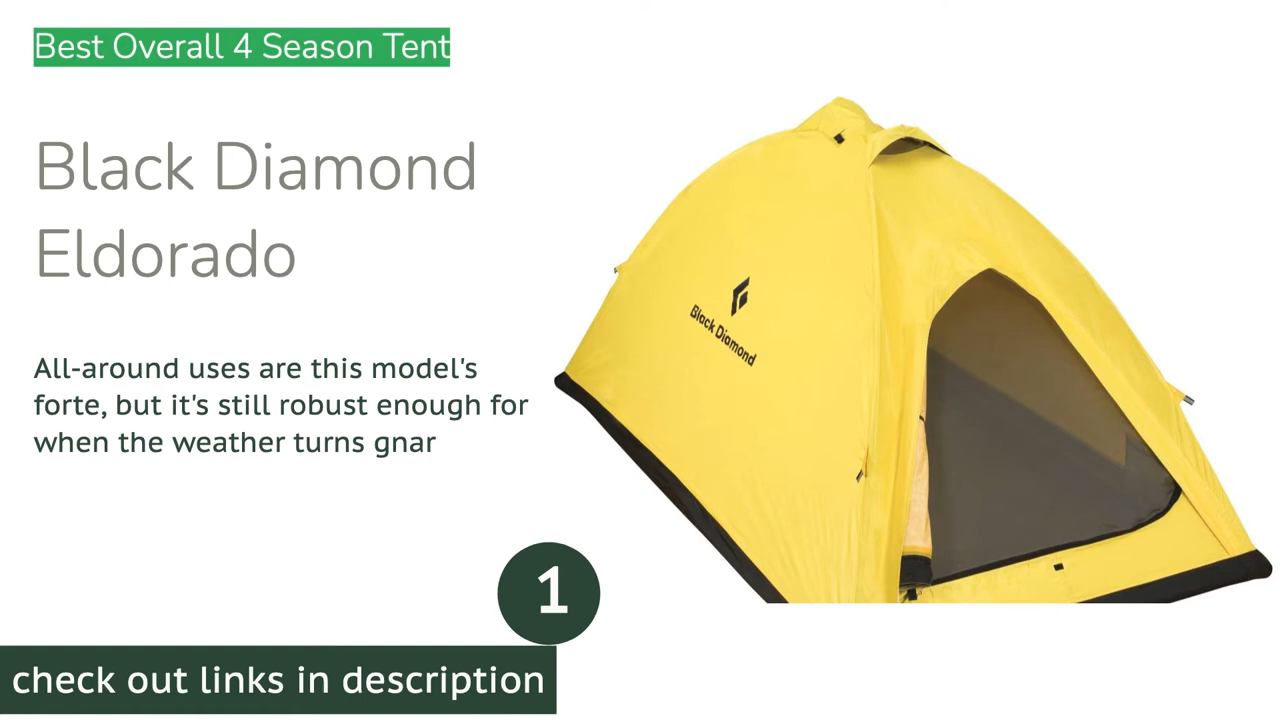 Best Overall 4 Season Tent
Black Diamond
Eldorado
All-around uses are this model's
forte, but it's still robust enough for
when the weather turns gnar
Black Diamond
1
check out links in description